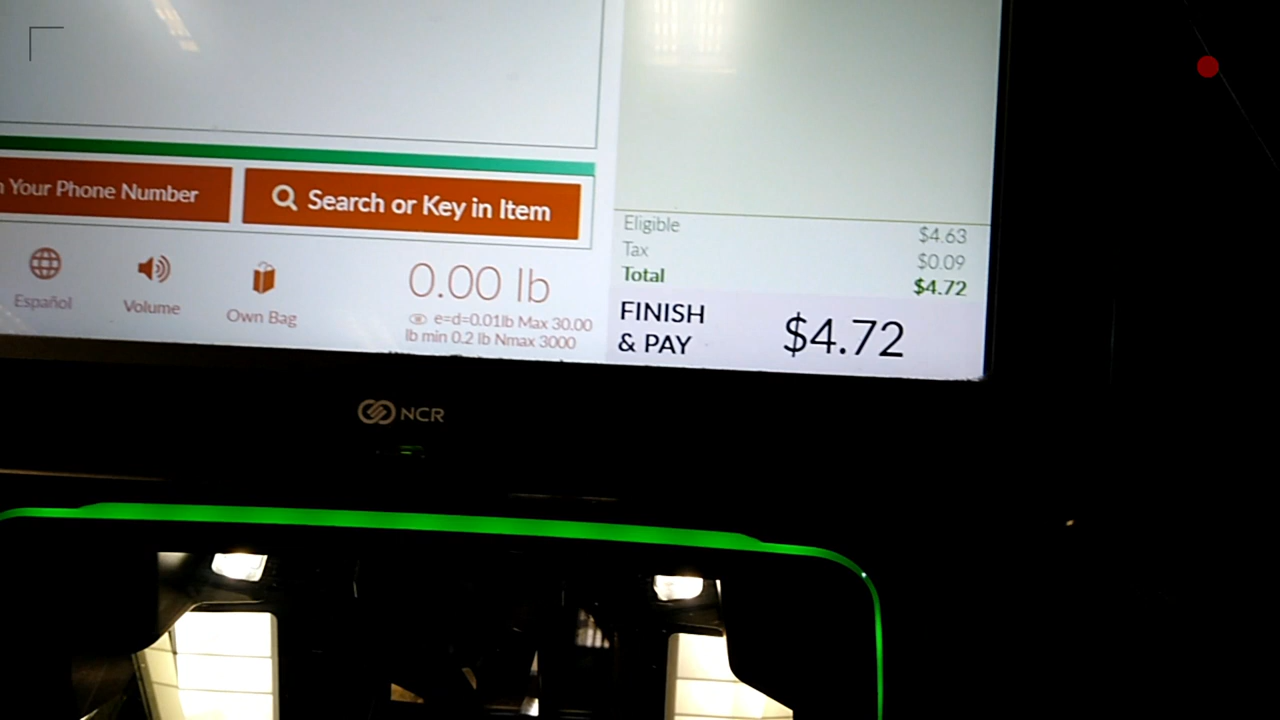 Your Phone Number
Search or Key in Item
Español
Volume
Own Bag
0.00 lb
e=d=0.01lb Max 30.00
lb min 0.2 lb Nmax 3000
Eligible $4.63
Tax $0.09
Total $4.72
FINISH
& PAY
$4.72
NCR